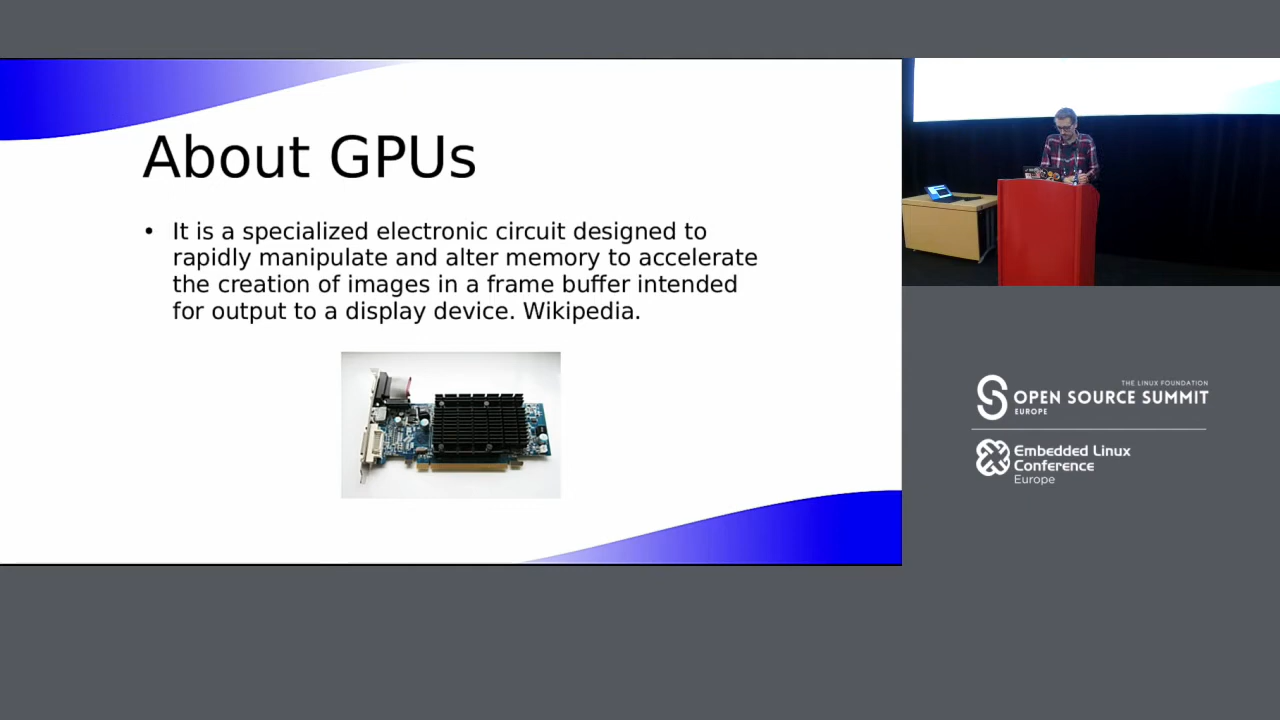 About GPUs
• It is a specialized electronic circuit designed to
rapidly manipulate and alter memory to accelerate
the creation of images in a frame buffer intended
for output to a display device. Wikipedia.
THE LINUX FOUNDATION
OPEN SOURCE SUMMIT
EUROPE
Embedded Linux
Conference
Europe